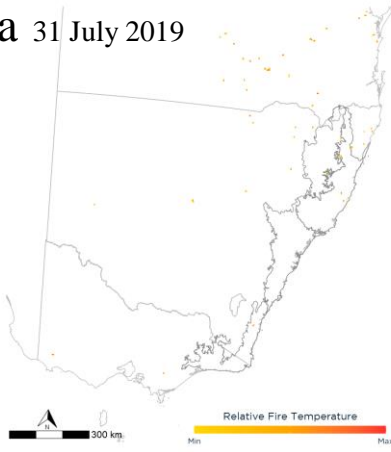 a 31 July 2019
N
300 km
Relative Fire Temperature
Min
Max